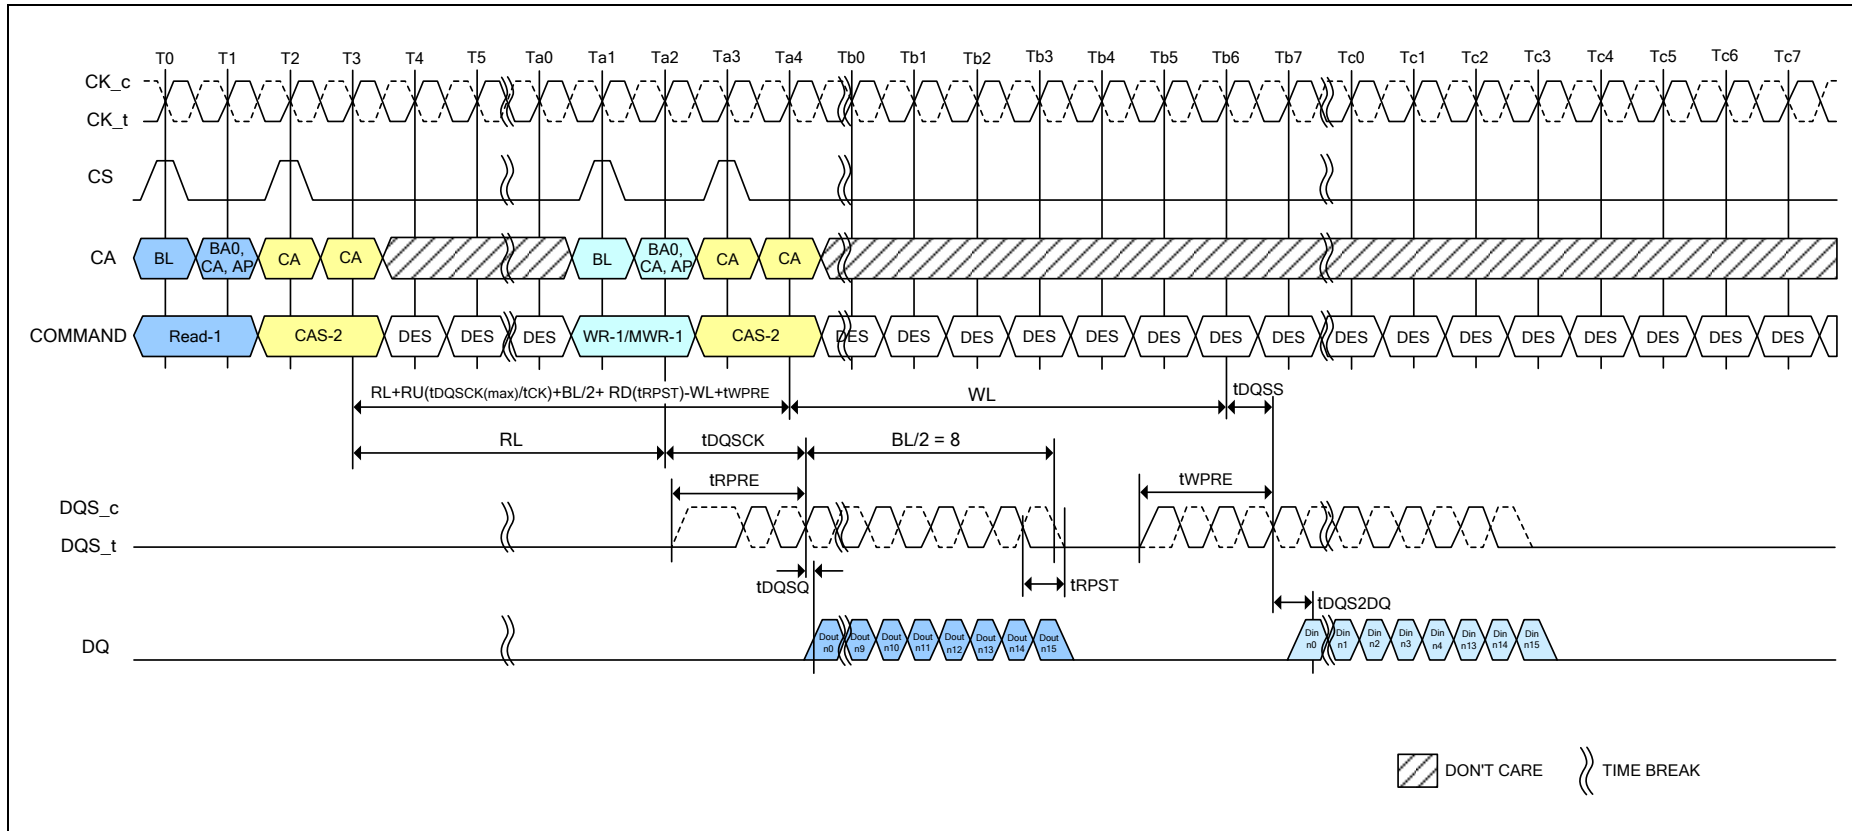 T0 T1 T2 T3 T4 T5 Ta0 Ta1 Ta2 Ta3 Ta4 Tb0 Tb1 Tb2 Tb3 Tb4 Tb5 Tb6 Tb7 Tc0 Tc1 Tc2 Tc3 Tc4 Tc5 Tc6 Tc7
CK_c
CK_t
CS
CA BL BA0, CA, AP CA CA BL BA0, CA, AP CA CA
COMMAND Read-1 CAS-2 DES DES DES WR-1/MWR-1 CAS-2 DES DES DES DES DES DES DES DES DES DES DES DES DES DES DES DES
RL+RU(tDQSCK(max)/tCK)+BL/2+ RD(tRPST)-WL+tWPRE WL tDQSS
RL tDQSCK BL/2 = 8
tRPRE tWPRE
DQS_c
DQS_t
tDQSQ tRPST
tDQS2DQ
DQ Dout n0 Dout n9 Dout n10 Dout n11 Dout n12 Dout n13 Dout n14 Dout n15 Din n0 Din n1 Din n2 Din n3 Din n4 Din n13 Din n14 Din n15
DON'T CARE TIME BREAK